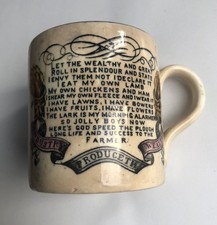 LET THE WEALTHY AND GREAT
ROLL IN SPLENDOUR AND STATE
I ENVY THEM NOT I DECLARE IT
I EAT MY OWN LAMB
MY OWN CHICKENS AND HAM
I SHEAR MY OWN FLEECE AND I WEAR IT
I HAVE LAWNS, I HAVE BOWERS
I HAVE FRUITS, I HAVE FLOWERS
THE LARK IS MY MORNING ALARMER
SO JOLLY BOYS NOW
HERE'S GOD SPEED THE PLOUGH
LONG LIFE AND SUCCESS TO THE
FARMER
PRODUCETH